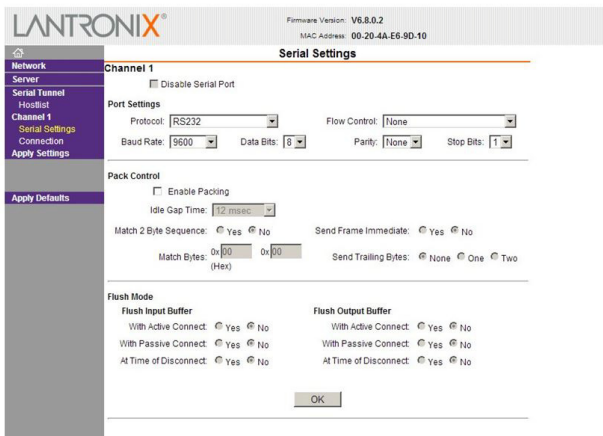 LANTRONIX®
Firmware Version: V6.8.0.2
MAC Address: 00-20-4A-E6-9D-10
Serial Settings
Network
Server
Serial Tunnel
Hostlist
Channel 1
Serial Settings
Connection
Apply Settings
Apply Defaults
Channel 1
Disable Serial Port
Port Settings
Protocol: RS232 Flow Control: None
Baud Rate: 9600 Data Bits: 8 Parity: None Stop Bits: 1
Pack Control
Enable Packing
Idle Gap Time: 12 msec
Match 2 Byte Sequence: Yes No Send Frame Immediate: Yes No
Match Bytes: 0x 00 0x 00 Send Trailing Bytes: None One Two
(Hex)
Flush Mode
Flush Input Buffer Flush Output Buffer
With Active Connect: Yes No With Active Connect: Yes No
With Passive Connect: Yes No With Passive Connect: Yes No
At Time of Disconnect: Yes No At Time of Disconnect: Yes No
OK